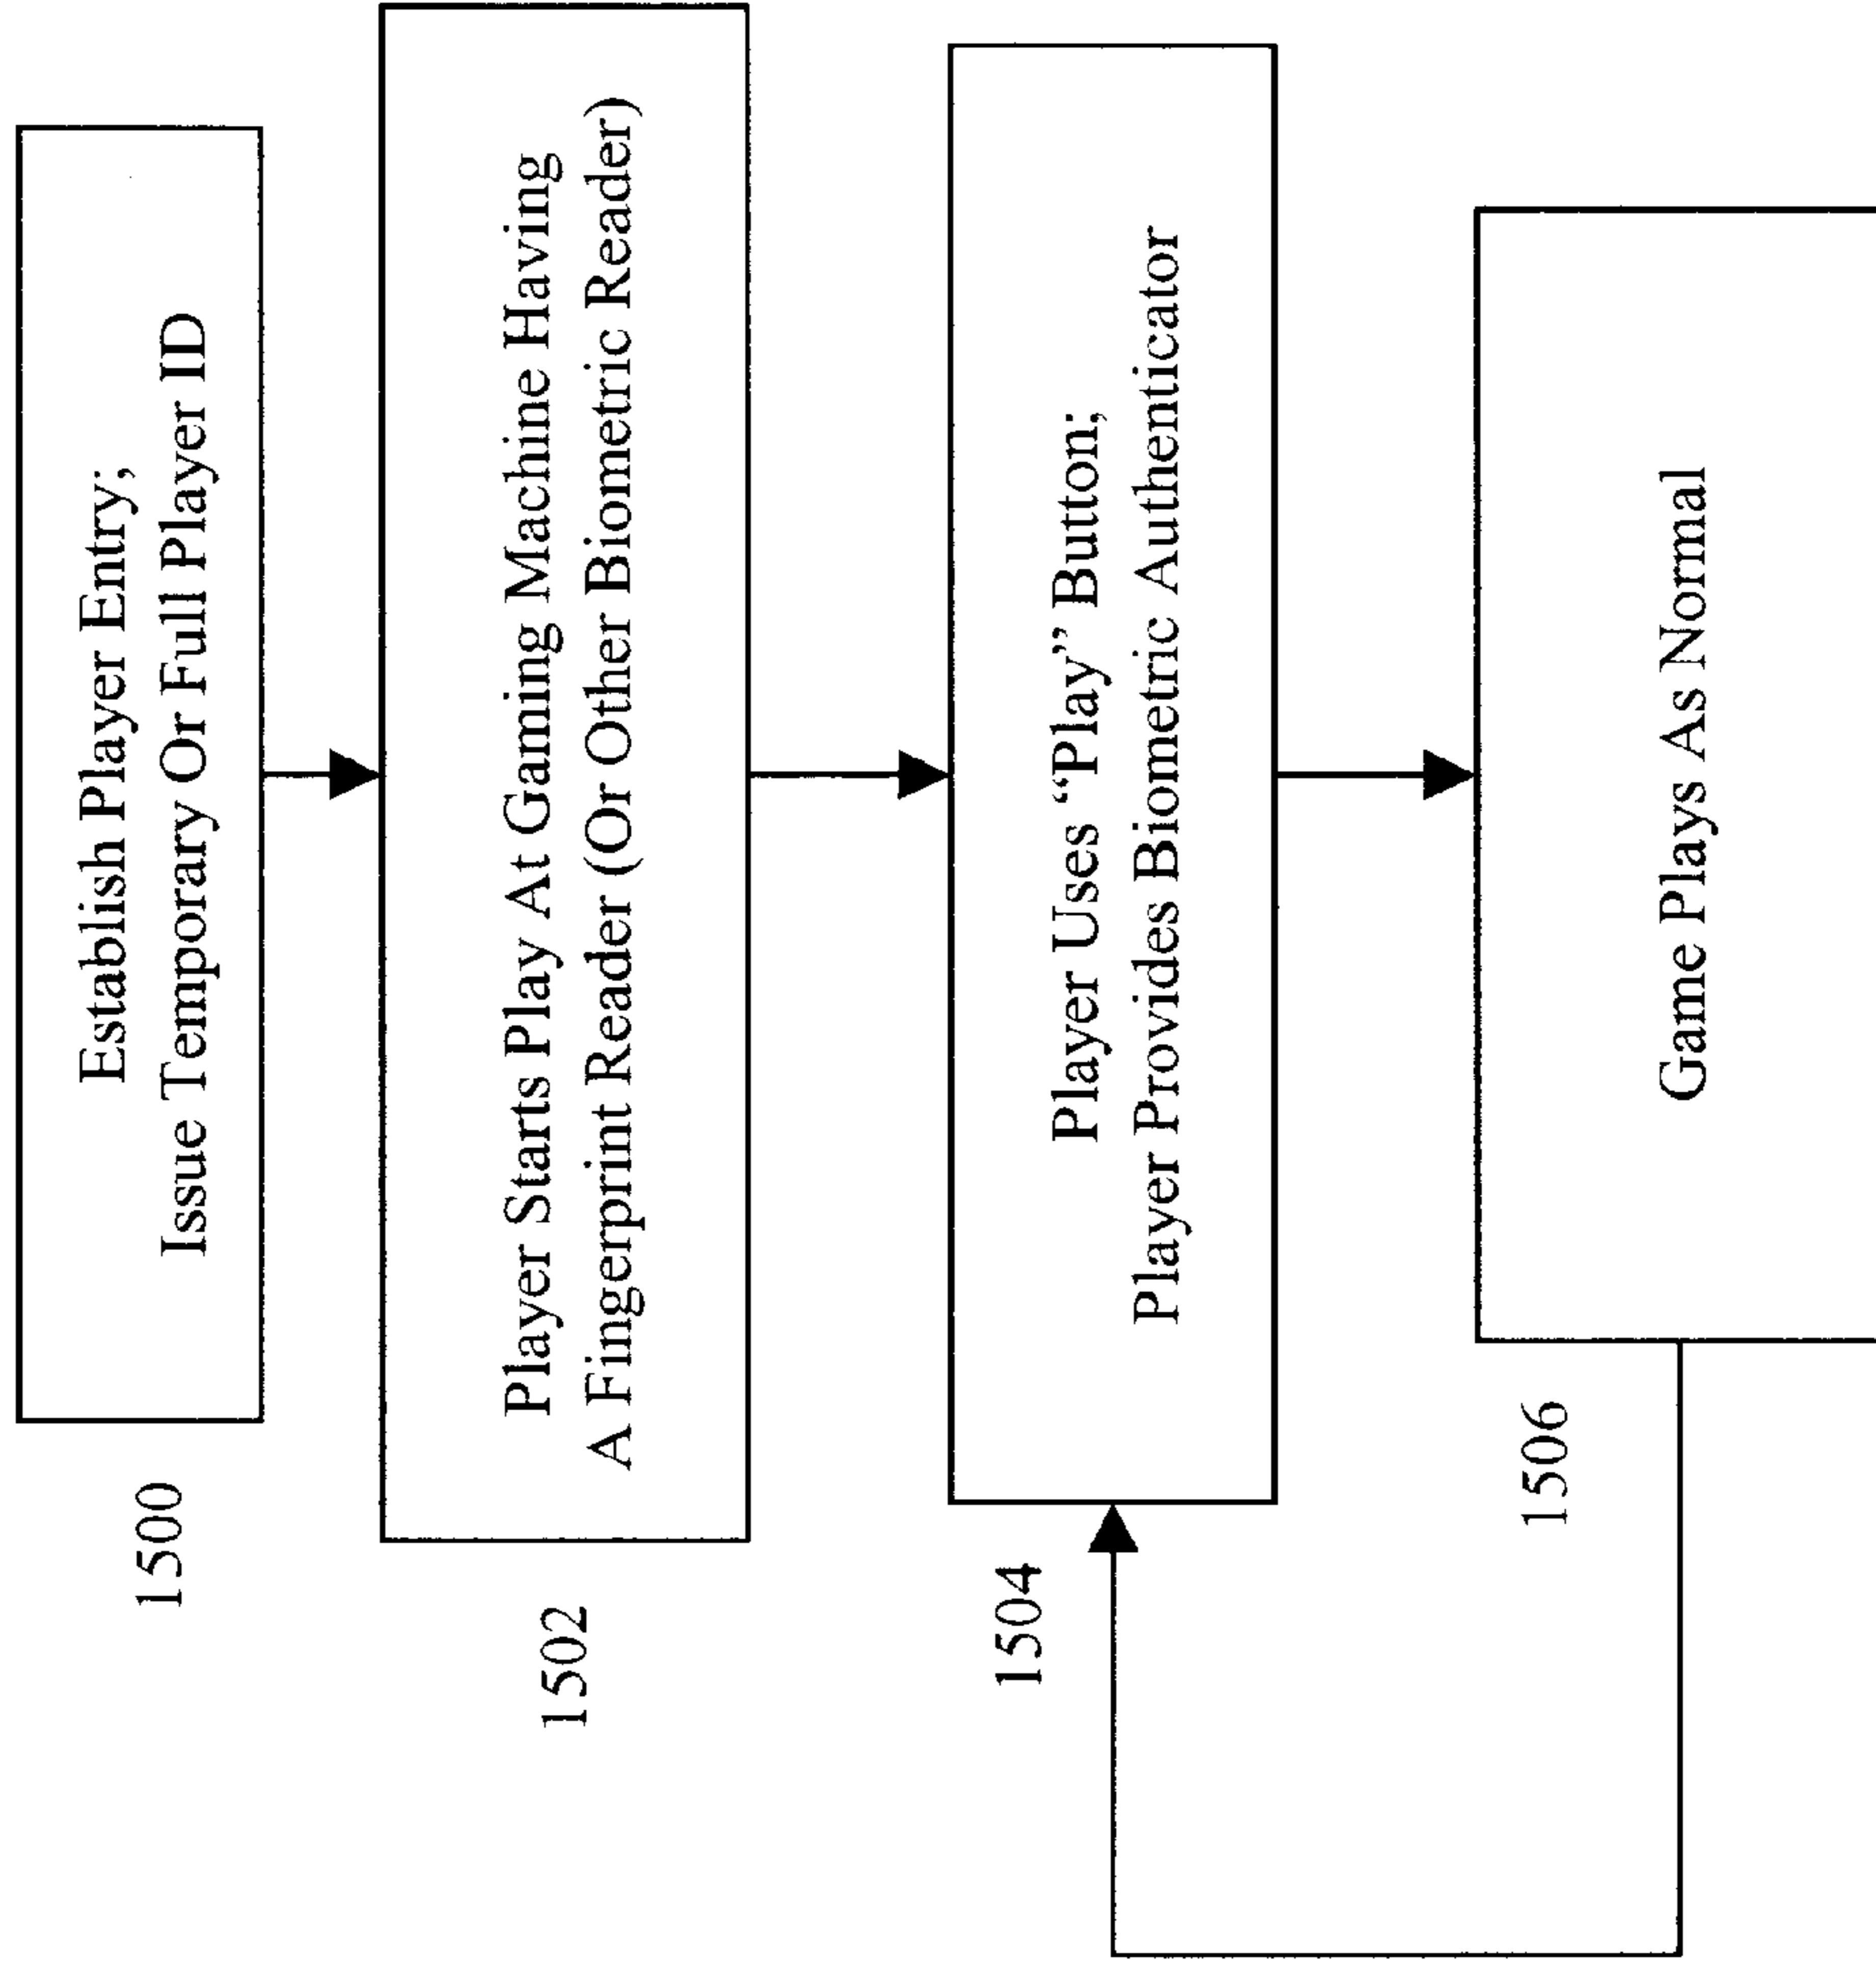 1500
Establish Player Entry;
Issue Temporary Or Full Player ID
1502
Player Starts Play At Gaming Machine Having
A Fingerprint Reader (Or Other Biometric Reader)
1504
Player Uses “Play” Button;
Player Provides Biometric Authenticator
1506
Game Plays As Normal